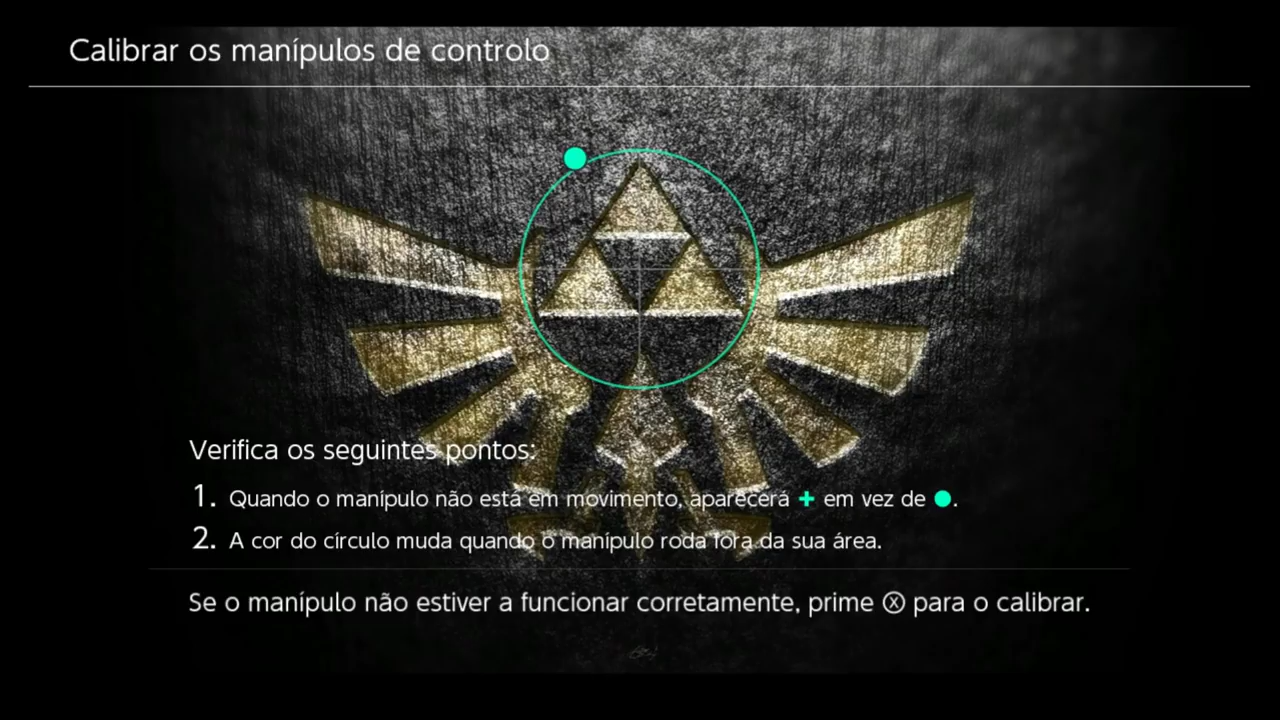 Calibrar os manípulos de controlo
Verifica os seguintes pontos:
1. Quando o manípulo não está em movimento, aparecerá ✚ em vez de ●.
2. A cor do círculo muda quando o manípulo roda fora da sua área.
Se o manípulo não estiver a funcionar corretamente, prime ⓧ para o calibrar.